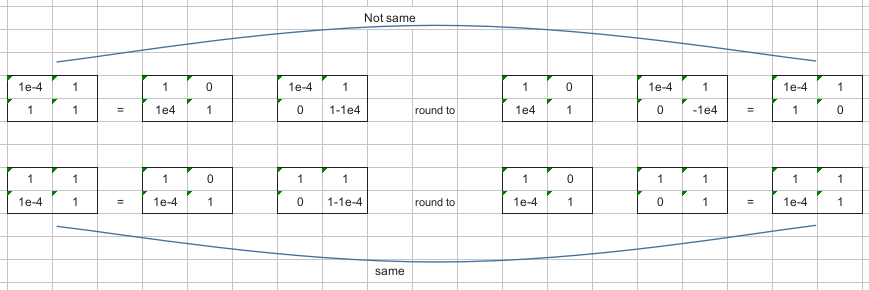 Not same
1e-4 1 1 0 1e-4 1 1 0 1e-4 1 1e-4 1
1 1 = 1e4 1 0 1-1e4 round to 1e4 1 0 -1e4 = 1 0
1 1 1 0 1 1 1 0 1 1 1 1
1e-4 1 = 1e-4 1 0 1-1e-4 round to 1e-4 1 0 1 = 1e-4 1
same